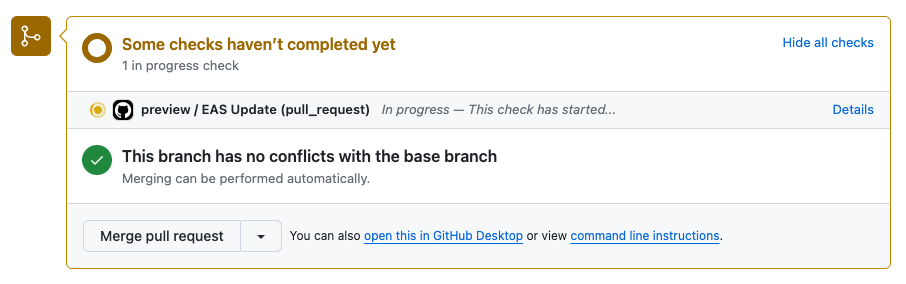 Some checks haven’t completed yet
Hide all checks
1 in progress check
preview / EAS Update (pull_request) In progress — This check has started... Details
This branch has no conflicts with the base branch
Merging can be performed automatically.
Merge pull request You can also open this in GitHub Desktop or view command line instructions.